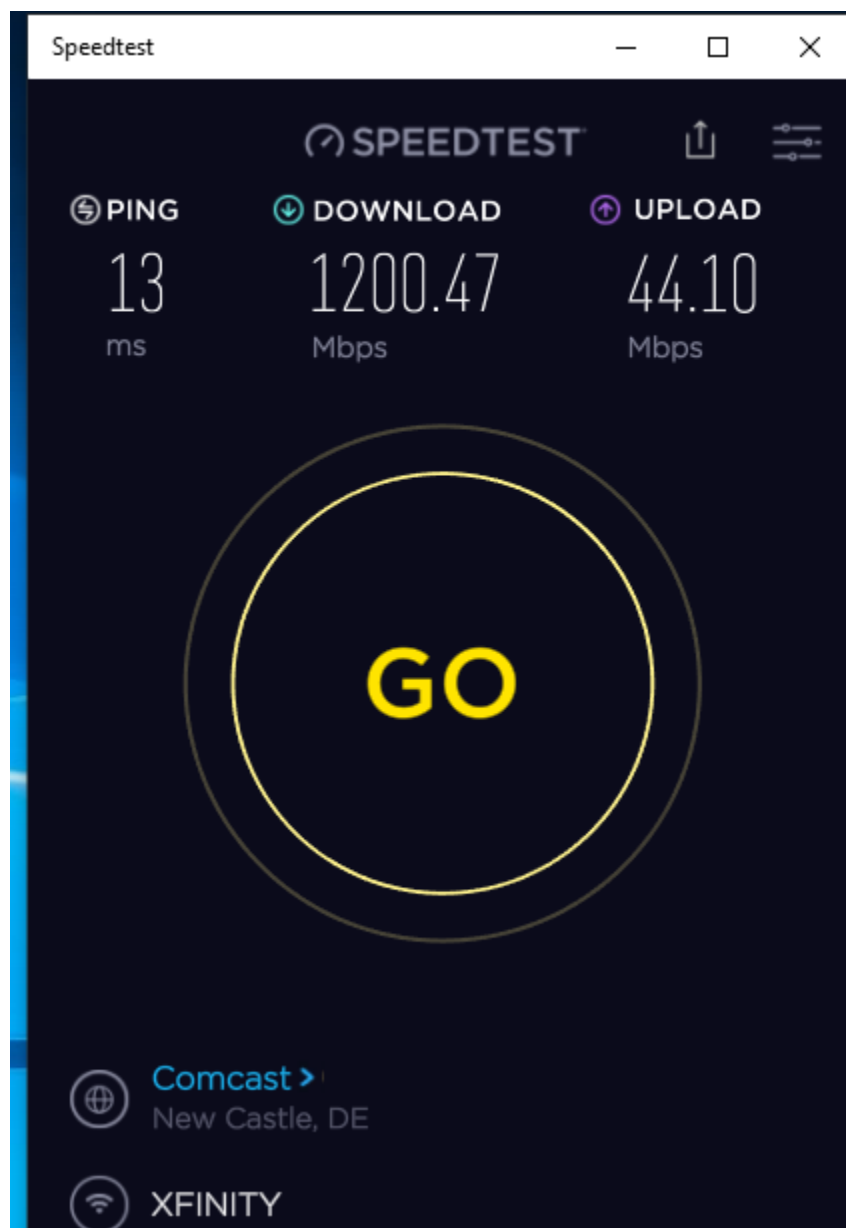 Speedtest
SPEEDTEST
PING DOWNLOAD UPLOAD
13 1200.47 44.10
ms Mbps Mbps
GO
Comcast >
New Castle, DE
XFINITY